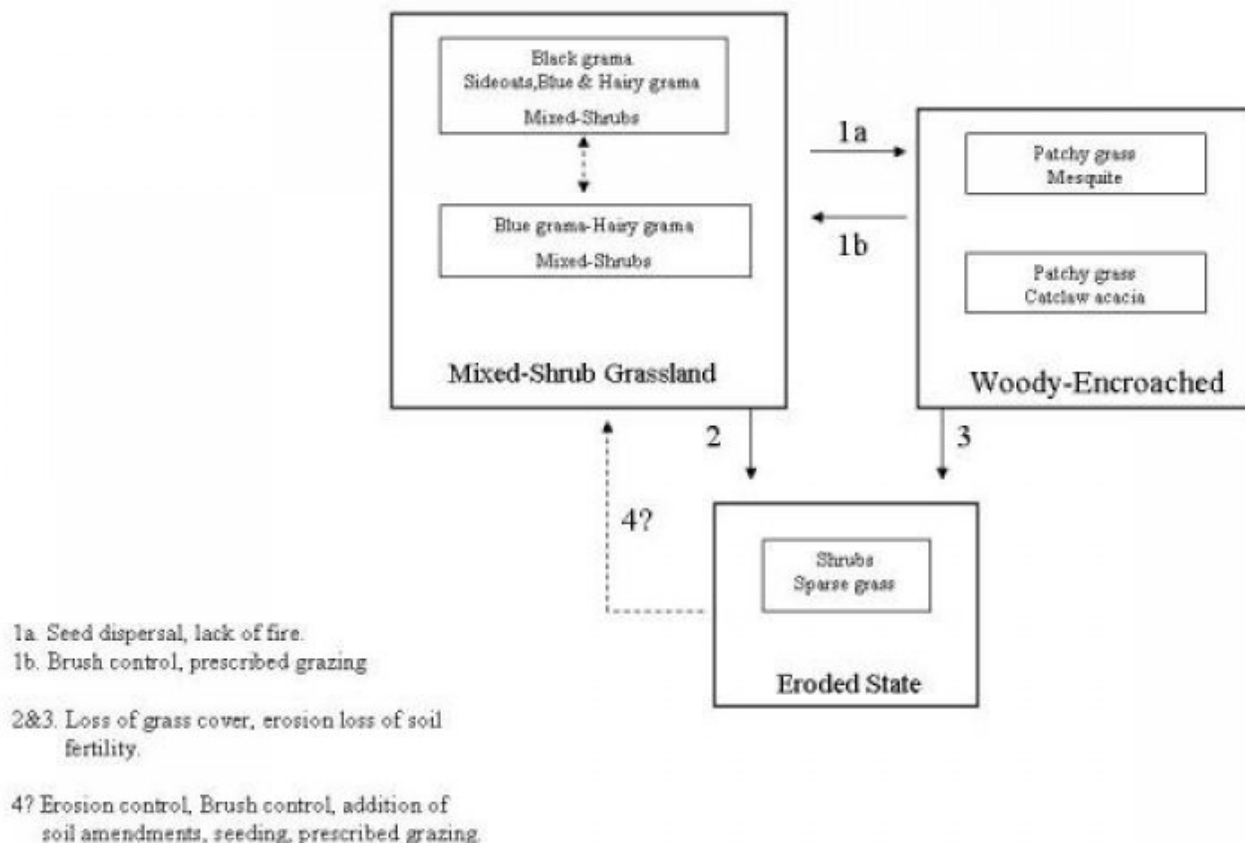 Black grama
Sideoats,Blue & Hairy grama
Mixed-Shrubs
Blue grama-Hairy grama
Mixed-Shrubs
Mixed-Shrub Grassland
1a
1b
Patchy grass
Mesquite
Patchy grass
Catclaw acacia
Woody-Encroached
2
3
4?
Shrubs
Sparse grass
Eroded State
1a. Seed dispersal, lack of fire.
1b. Brush control, prescribed grazing
2&3. Loss of grass cover, erosion loss of soil
fertility.
4? Erosion control, Brush control, addition of
soil amendments, seeding, prescribed grazing.